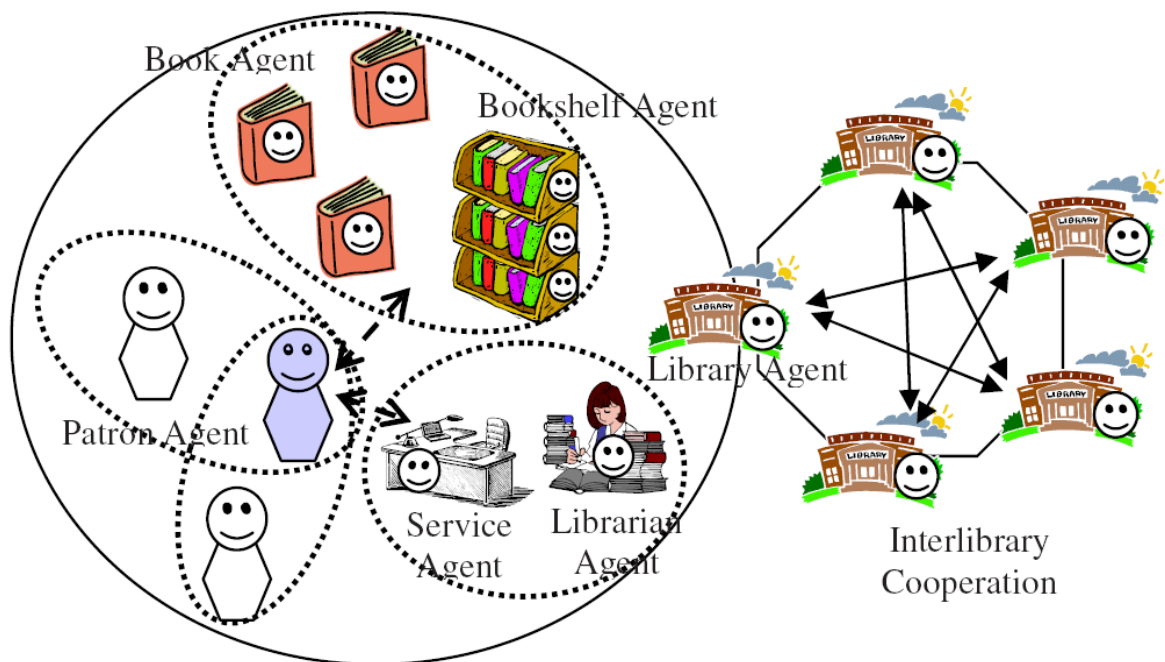 Book Agent
Bookshelf Agent
LIBRARY
LIBRARY
LIBRARY
Library Agent
LIBRARY
LIBRARY
Patron Agent
Service
Agent
Librarian
Agent
Interlibrary
Cooperation